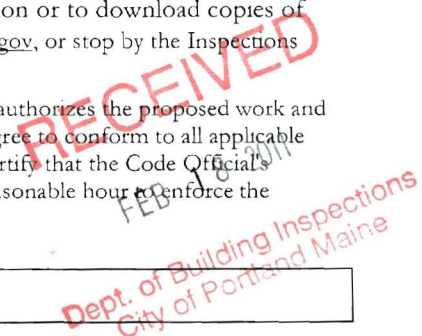 on or to download copies of
gov, or stop by the Inspections
RECEIVED
authorizes the proposed work and
gree to conform to all applicable
rtify that the Code Official's
sonable hour to enforce the
FEB 18 2011
Dept. of Building Inspections
City of Portland Maine